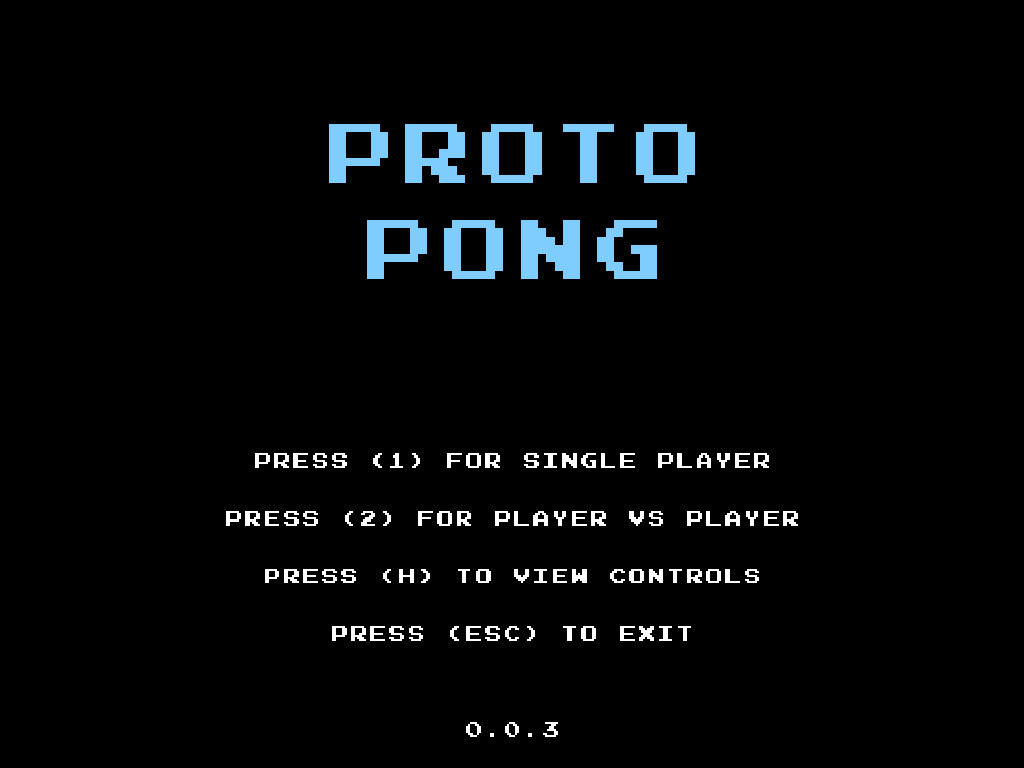 PROTO
PONG
PRESS (1) FOR SINGLE PLAYER
PRESS (2) FOR PLAYER VS PLAYER
PRESS (H) TO VIEW CONTROLS
PRESS (ESC) TO EXIT
0.0.3